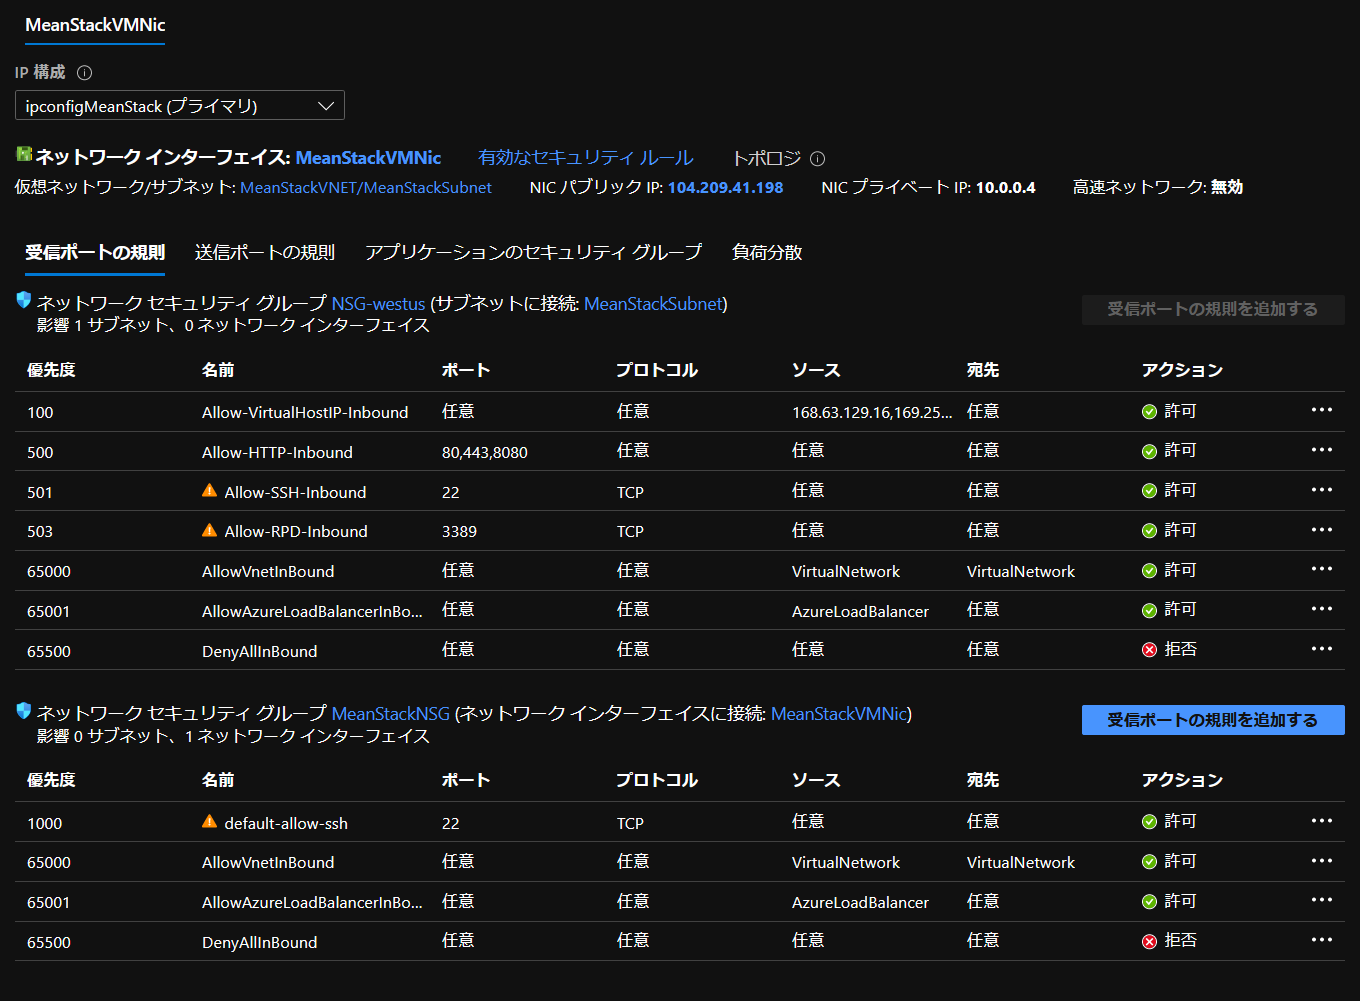 MeanStackVMNic
IP 構成
ipconfigMeanStack (プライマリ)
ネットワーク インターフェイス: MeanStackVMNic 有効なセキュリティ ルール トポロジ
仮想ネットワーク/サブネット: MeanStackVNET/MeanStackSubnet NIC パブリック IP: 104.209.41.198 NIC プライベート IP: 10.0.0.4 高速ネットワーク: 無効
受信ポートの規則 送信ポートの規則 アプリケーションのセキュリティ グループ 負荷分散
ネットワーク セキュリティ グループ NSG-westus (サブネットに接続: MeanStackSubnet)
影響 1 サブネット、0 ネットワーク インターフェイス
受信ポートの規則を追加する
優先度 名前 ポート プロトコル ソース 宛先 アクション
100 Allow-VirtualHostIP-Inbound 任意 任意 168.63.129.16,169.25... 任意 許可 ...
500 Allow-HTTP-Inbound 80,443,8080 任意 任意 任意 許可 ...
501 Allow-SSH-Inbound 22 TCP 任意 任意 許可 ...
503 Allow-RPD-Inbound 3389 TCP 任意 任意 許可 ...
65000 AllowVnetInBound 任意 任意 VirtualNetwork VirtualNetwork 許可 ...
65001 AllowAzureLoadBalancerInBo... 任意 任意 AzureLoadBalancer 任意 許可 ...
65500 DenyAllInBound 任意 任意 任意 任意 拒否 ...
ネットワーク セキュリティ グループ MeanStackNSG (ネットワーク インターフェイスに接続: MeanStackVMNic)
影響 0 サブネット、1 ネットワーク インターフェイス
受信ポートの規則を追加する
優先度 名前 ポート プロトコル ソース 宛先 アクション
1000 default-allow-ssh 22 TCP 任意 任意 許可 ...
65000 AllowVnetInBound 任意 任意 VirtualNetwork VirtualNetwork 許可 ...
65001 AllowAzureLoadBalancerInBo... 任意 任意 AzureLoadBalancer 任意 許可 ...
65500 DenyAllInBound 任意 任意 任意 任意 拒否 ...